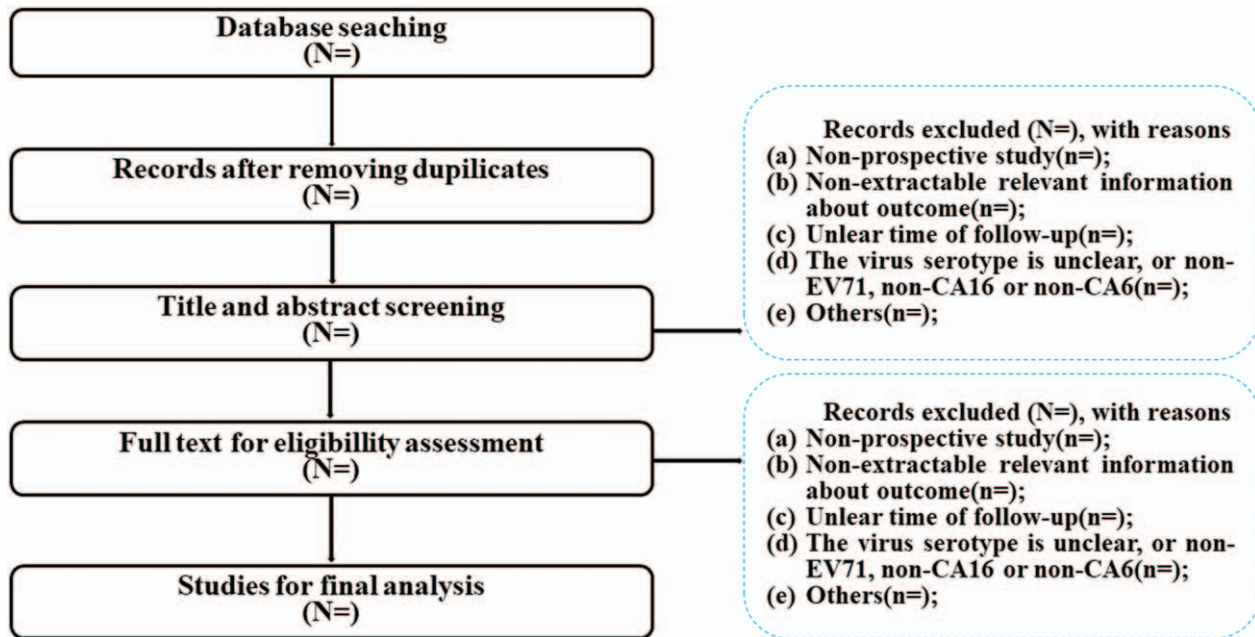 Database seaching
(N=)
Records after removing dupilicates
(N=)
Title and abstract screening
(N=)
Records excluded (N=), with reasons
(a) Non-prospective study(n=);
(b) Non-extractable relevant information
about outcome(n=);
(c) Unlear time of follow-up(n=);
(d) The virus serotype is unclear, or non-
EV71, non-CA16 or non-CA6(n=);
(e) Others(n=);
Full text for eligibillity assessment
(N=)
Records excluded (N=), with reasons
(a) Non-prospective study(n=);
(b) Non-extractable relevant information
about outcome(n=);
(c) Unlear time of follow-up(n=);
(d) The virus serotype is unclear, or non-
EV71, non-CA16 or non-CA6(n=);
(e) Others(n=);
Studies for final analysis
(N=)